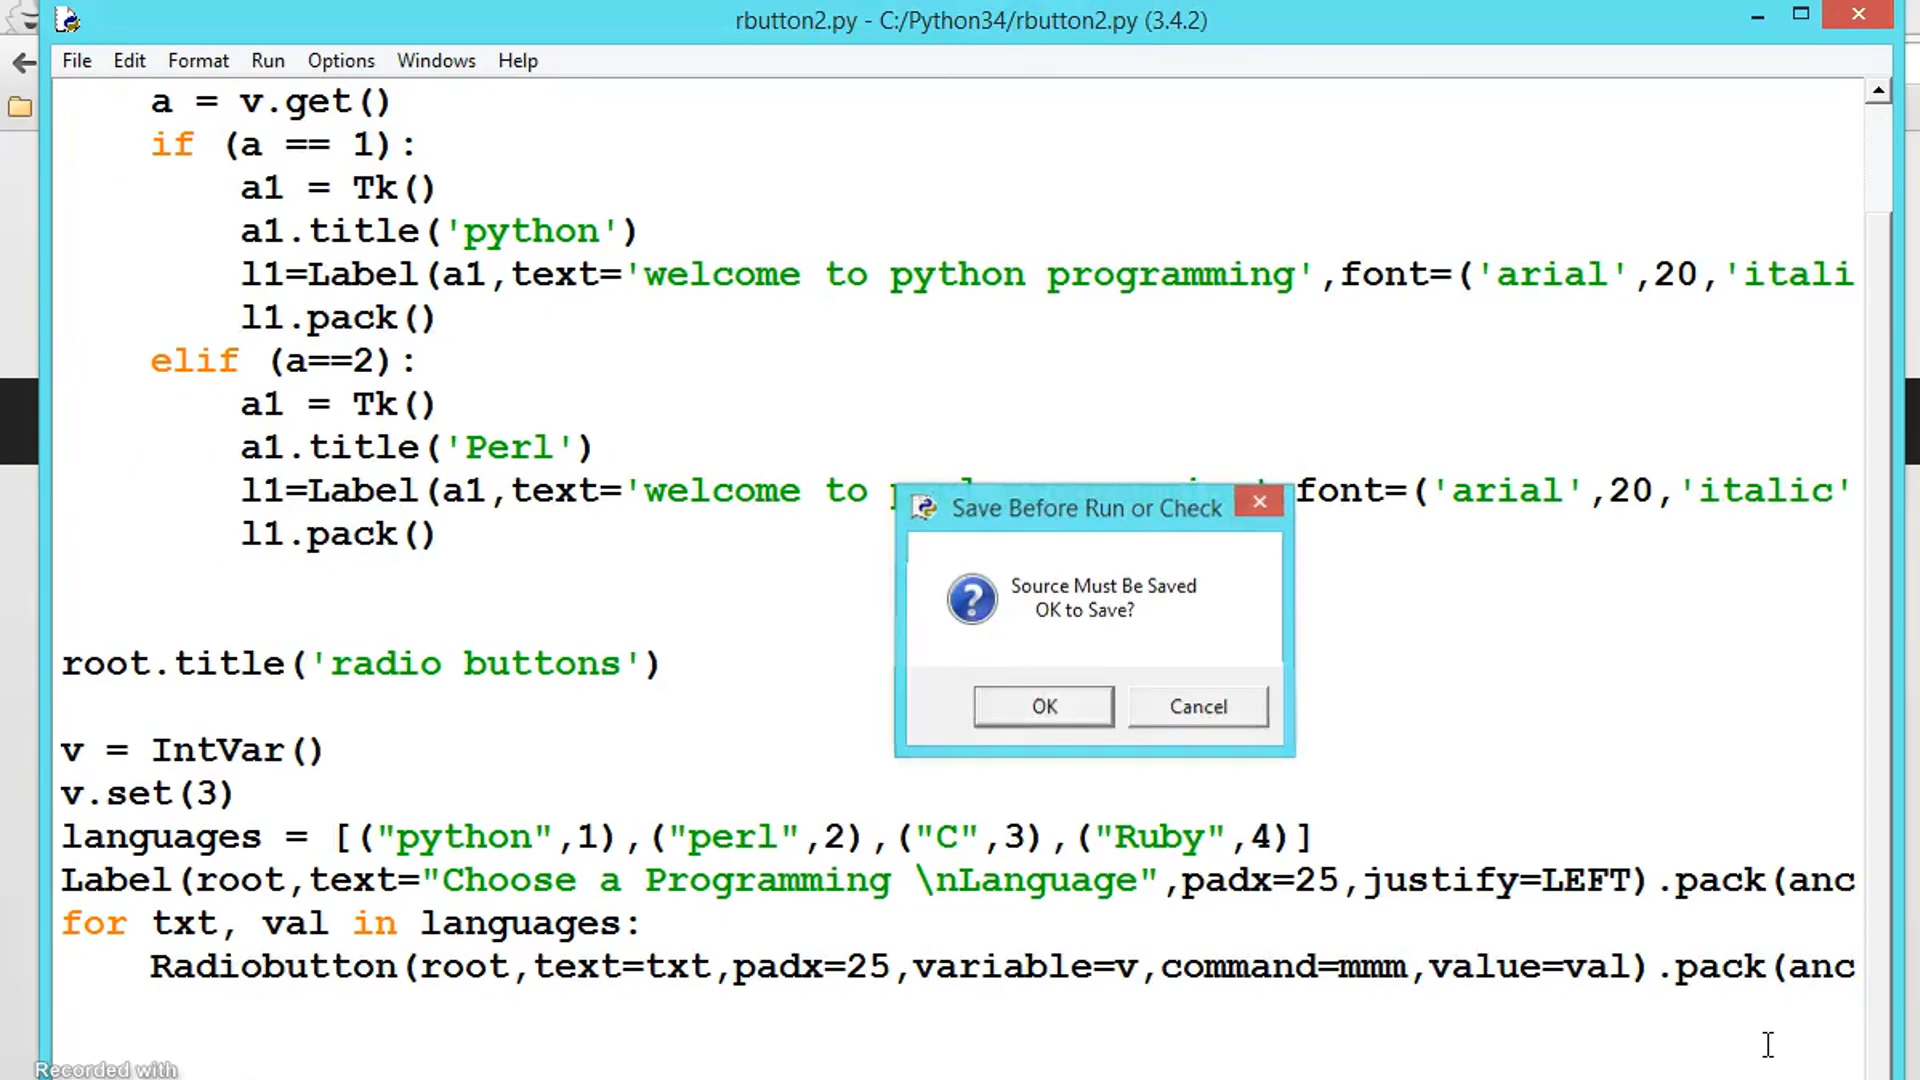 rbutton2.py - C:/Python34/rbutton2.py (3.4.2)
File Edit Format Run Options Windows Help
a = v.get()
if (a == 1):
a1 = Tk()
a1.title('python')
l1=Label(a1,text='welcome to python programming',font=('arial',20,'itali
l1.pack()
elif (a==2):
a1 = Tk()
a1.title('Perl')
l1=Label(a1,text='welcome to font=('arial',20,'italic'
l1.pack()
Save Before Run or Check
Source Must Be Saved
OK to Save?
OK Cancel
root.title('radio buttons')
v = IntVar()
v.set(3)
languages = [("python",1),("perl",2),("C",3),("Ruby",4)]
Label(root,text="Choose a Programming \nLanguage",padx=25,justify=LEFT).pack(anc
for txt, val in languages:
Radiobutton(root,text=txt,padx=25,variable=v,command=mmm,value=val).pack(anc
Recorded with